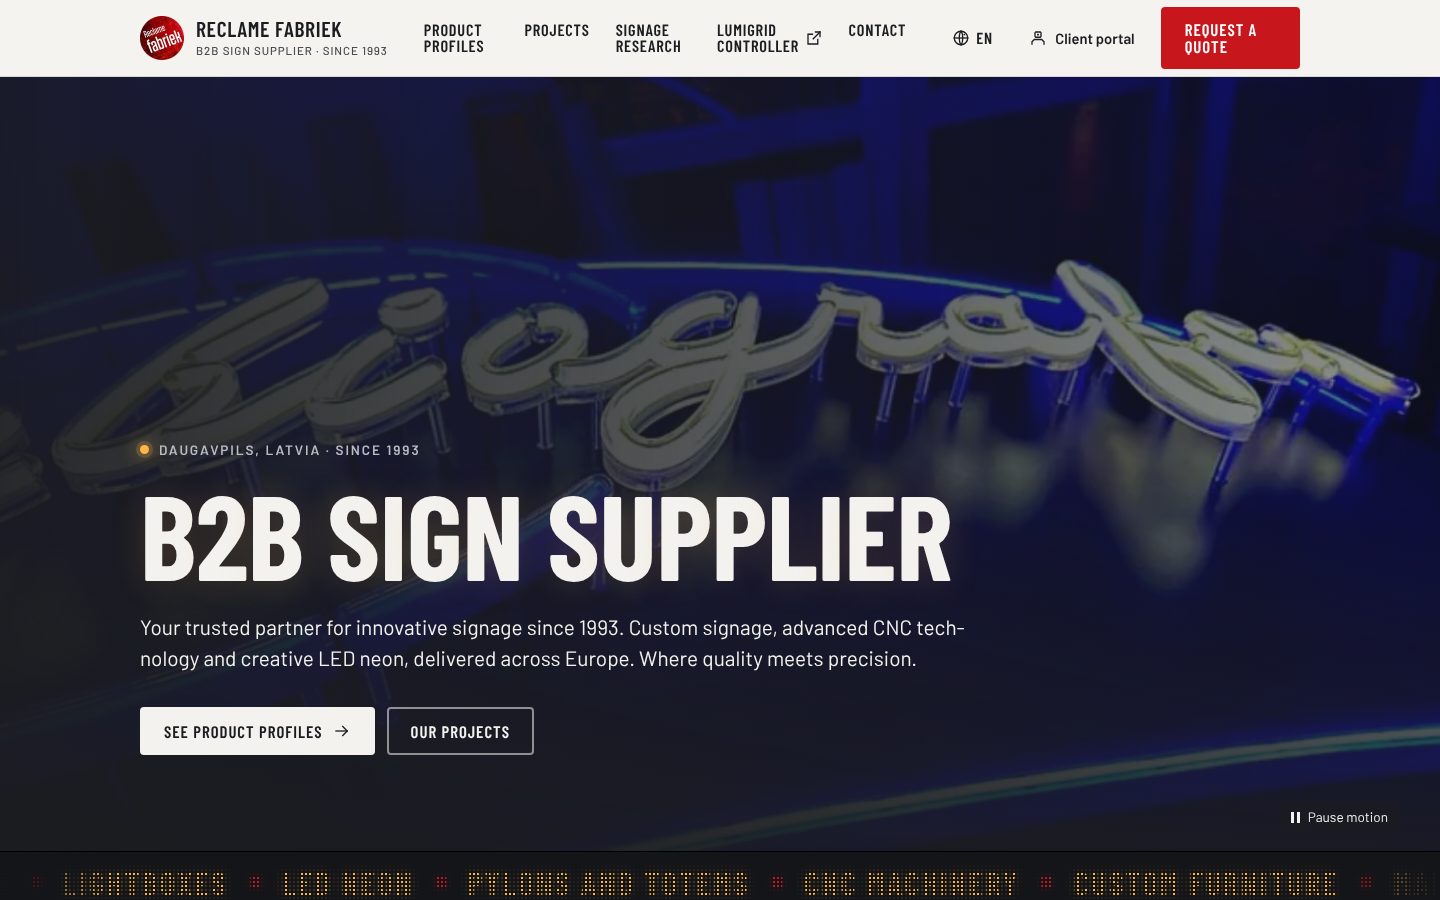 Reclame
fabriek
RECLAME FABRIEK
B2B SIGN SUPPLIER · SINCE 1993
PRODUCT
PROFILES
PROJECTS
SIGNAGE
RESEARCH
LUMIGRID
CONTROLLER
CONTACT
EN
Client portal
REQUEST A
QUOTE
DAUGAVPILS, LATVIA · SINCE 1993
B2B SIGN SUPPLIER
Your trusted partner for innovative signage since 1993. Custom signage, advanced CNC tech-
nology and creative LED neon, delivered across Europe. Where quality meets precision.
SEE PRODUCT PROFILES
OUR PROJECTS
Pause motion
LIGHTBOXES LED NEON PYLONS AND TOTEMS CNC MACHINERY CUSTOM FURNITURE